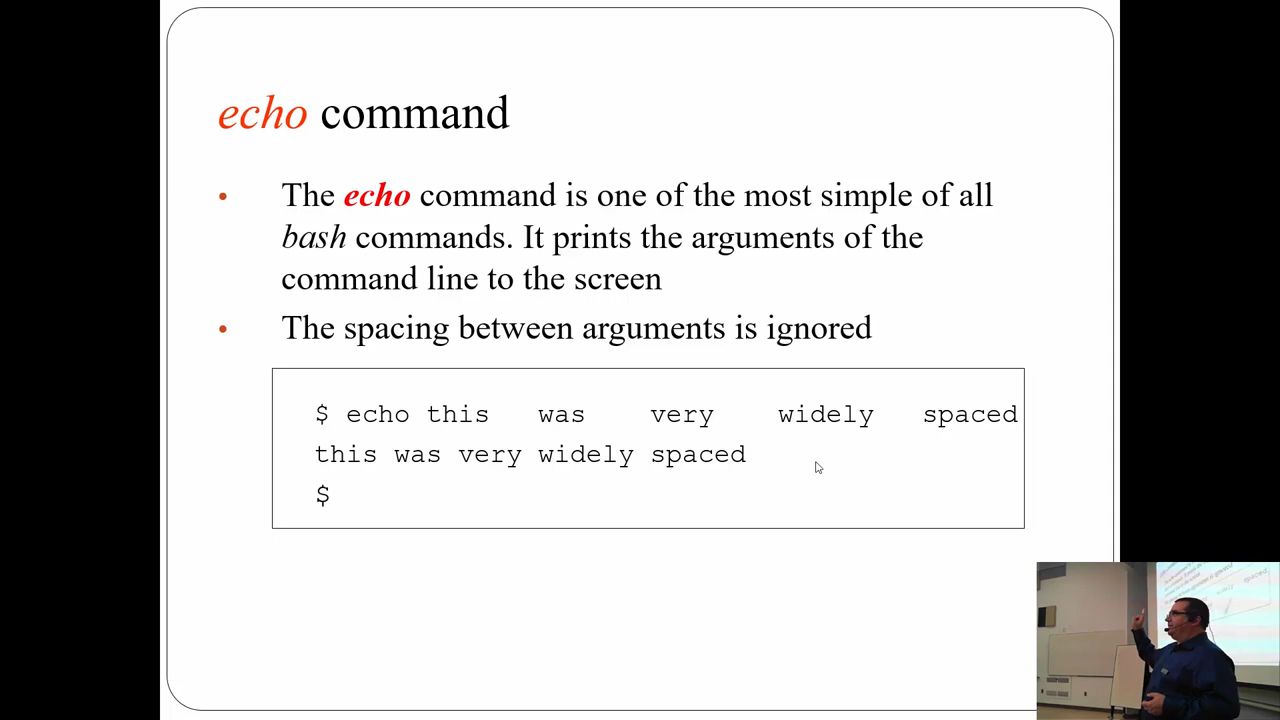 echo command
• The echo command is one of the most simple of all
bash commands. It prints the arguments of the
command line to the screen
• The spacing between arguments is ignored
$ echo this   was    very    widely   spaced
this was very widely spaced
$